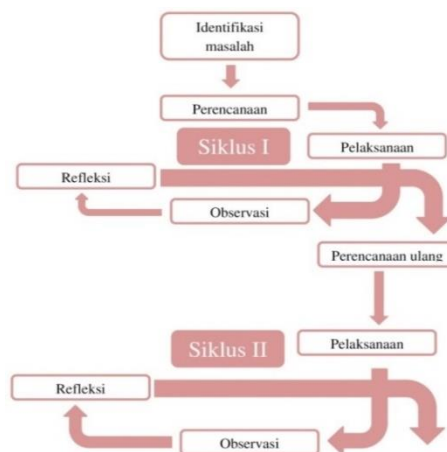 Identifikasi
masalah
Perencanaan
Siklus I
Pelaksanaan
Refleksi
Observasi
Perencanaan ulang
Siklus II
Pelaksanaan
Refleksi
Observasi